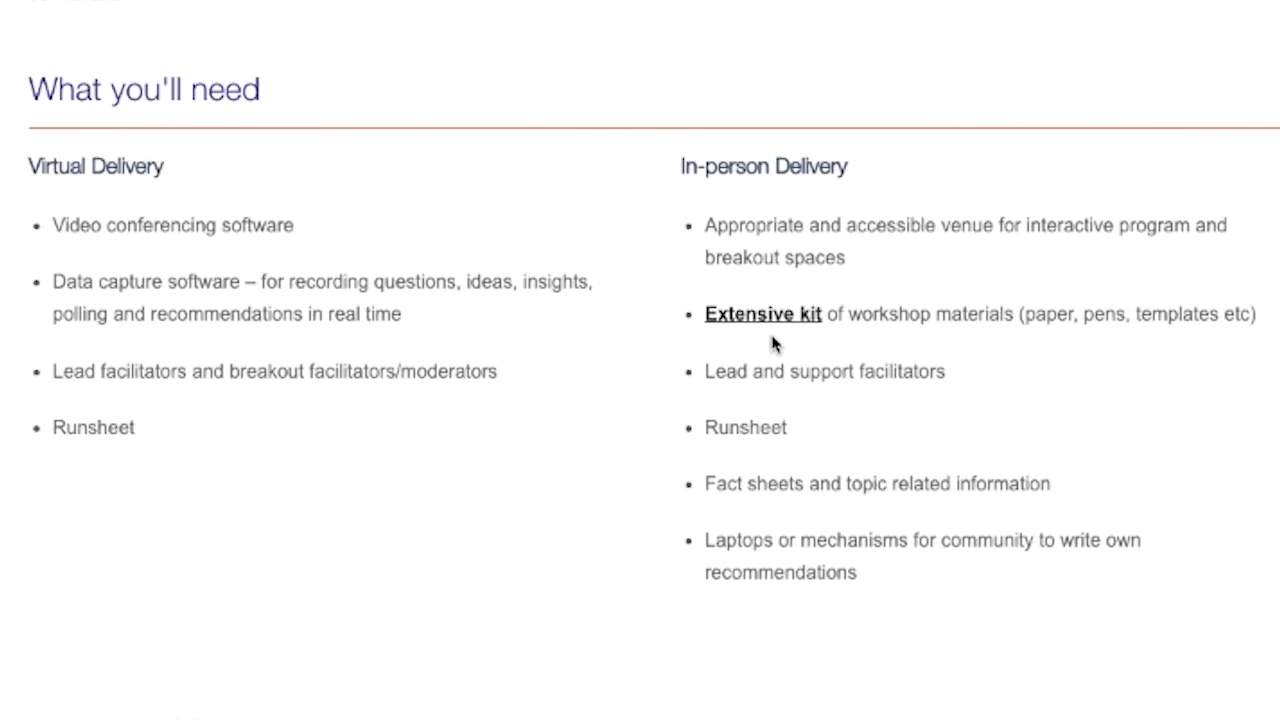 What you'll need
Virtual Delivery
• Video conferencing software
• Data capture software – for recording questions, ideas, insights,
polling and recommendations in real time
• Lead facilitators and breakout facilitators/moderators
• Runsheet
In-person Delivery
• Appropriate and accessible venue for interactive program and
breakout spaces
• Extensive kit of workshop materials (paper, pens, templates etc)
• Lead and support facilitators
• Runsheet
• Fact sheets and topic related information
• Laptops or mechanisms for community to write own
recommendations